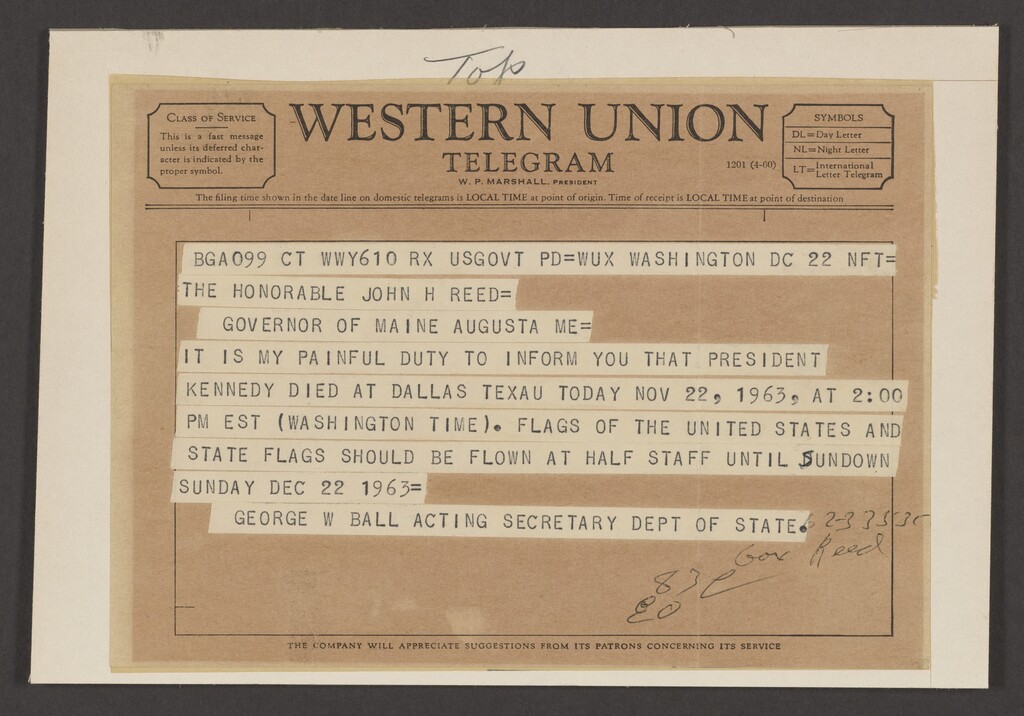 Top
CLASS OF SERVICE
This is a fast message
unless its deferred char-
acter is indicated by the
proper symbol.
WESTERN UNION
TELEGRAM
W. P. MARSHALL, PRESIDENT
1201 (4-60)
SYMBOLS
DL=Day Letter
NL=Night Letter
LT=International Letter Telegram
The filing time shown in the date line on domestic telegrams is LOCAL TIME at point of origin. Time of receipt is LOCAL TIME at point of destination
BGA099 CT WWY610 RX USGOVT PD=WUX WASHINGTON DC 22 NFT=
THE HONORABLE JOHN H REED=
GOVERNOR OF MAINE AUGUSTA ME=
IT IS MY PAINFUL DUTY TO INFORM YOU THAT PRESIDENT
KENNEDY DIED AT DALLAS TEXAU TODAY NOV 22, 1963, AT 2:00
PM EST (WASHINGTON TIME). FLAGS OF THE UNITED STATES AND
STATE FLAGS SHOULD BE FLOWN AT HALF STAFF UNTIL SUNDOWN
SUNDAY DEC 22 1963=
GEORGE W BALL ACTING SECRETARY DEPT OF STATE.
Gov Reed
THE COMPANY WILL APPRECIATE SUGGESTIONS FROM ITS PATRONS CONCERNING ITS SERVICE